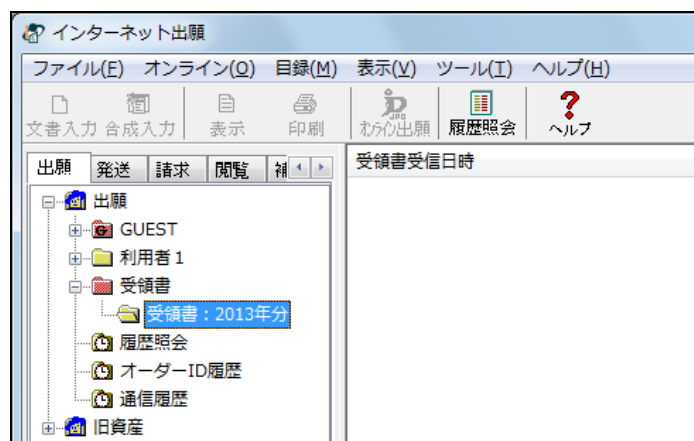 インターネット出願
ファイル(F) オンライン(O) 目録(M) 表示(V) ツール(T) ヘルプ(H)
文書入力 合成入力 表示 印刷 オンライン出願 履歴照会 ヘルプ
出願 発送 請求 閲覧 補
受領書受信日時
出願
GUEST
利用者1
受領書
受領書：2013年分
履歴照会
オーダーID履歴
通信履歴
旧資産